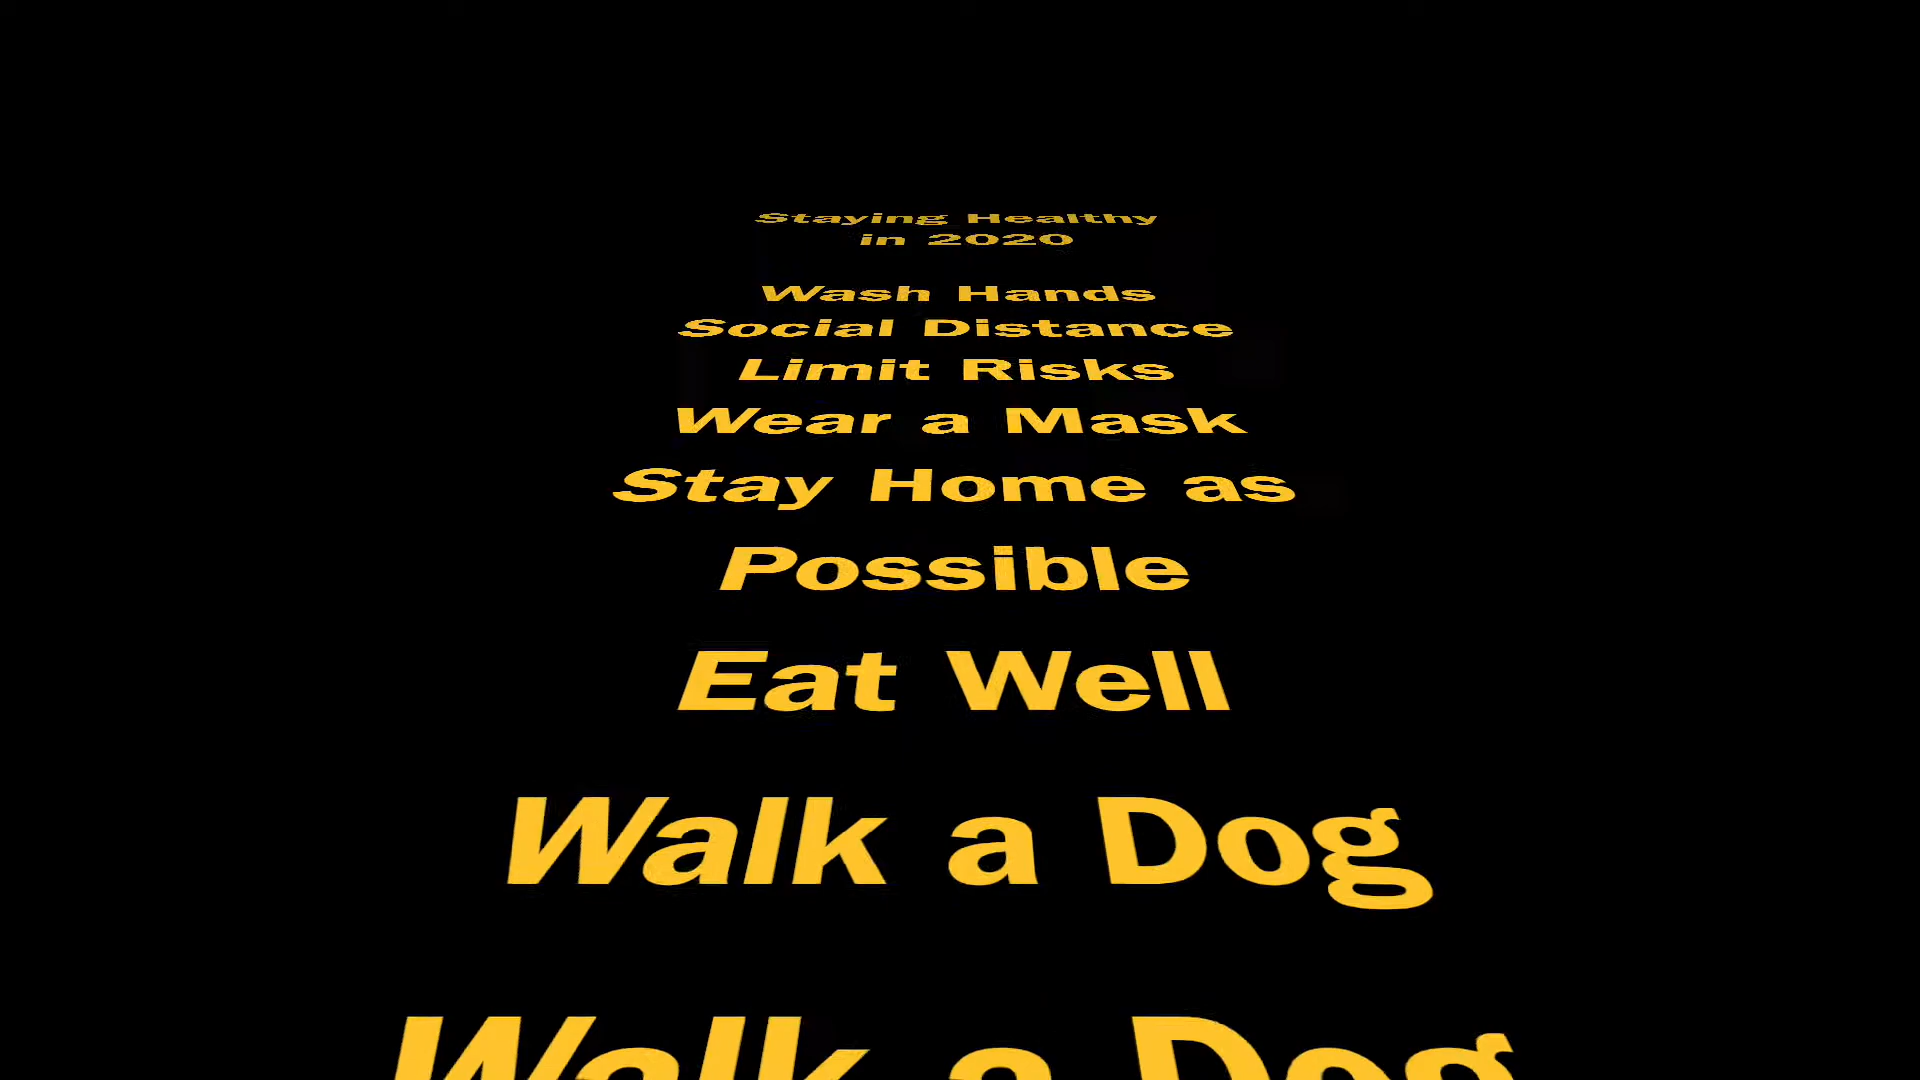 Staying Healthy
in 2020
Wash Hands
Social Distance
Limit Risks
Wear a Mask
Stay Home as
Possible
Eat Well
Walk a Dog
Walk a Dog